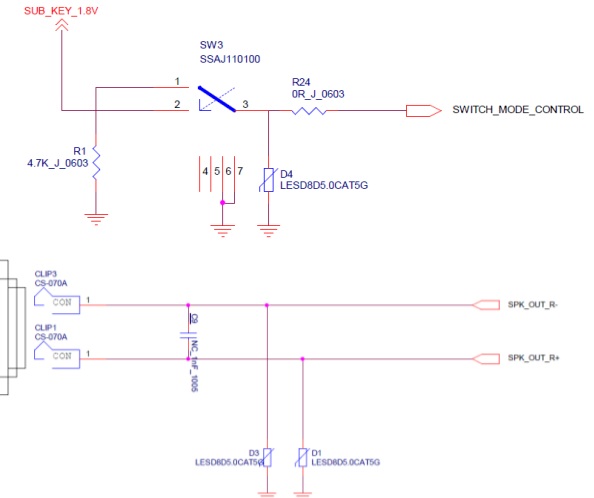 SUB_KEY_1.8V
SW3
SSAJ110100
1
2
3
R24
0R_J_0603
SWITCH_MODE_CONTROL
R1
4.7K_J_0603
4 5 6 7
D4
LESD8D5.0CAT5G
CLIP3
CS-070A
CON
1
SPK_OUT_R-
C8
NC_1nF_1005
CLIP1
CS-070A
CON
1
SPK_OUT_R+
D3
LESD8D5.0CAT5G
D1
LESD8D5.0CAT5G